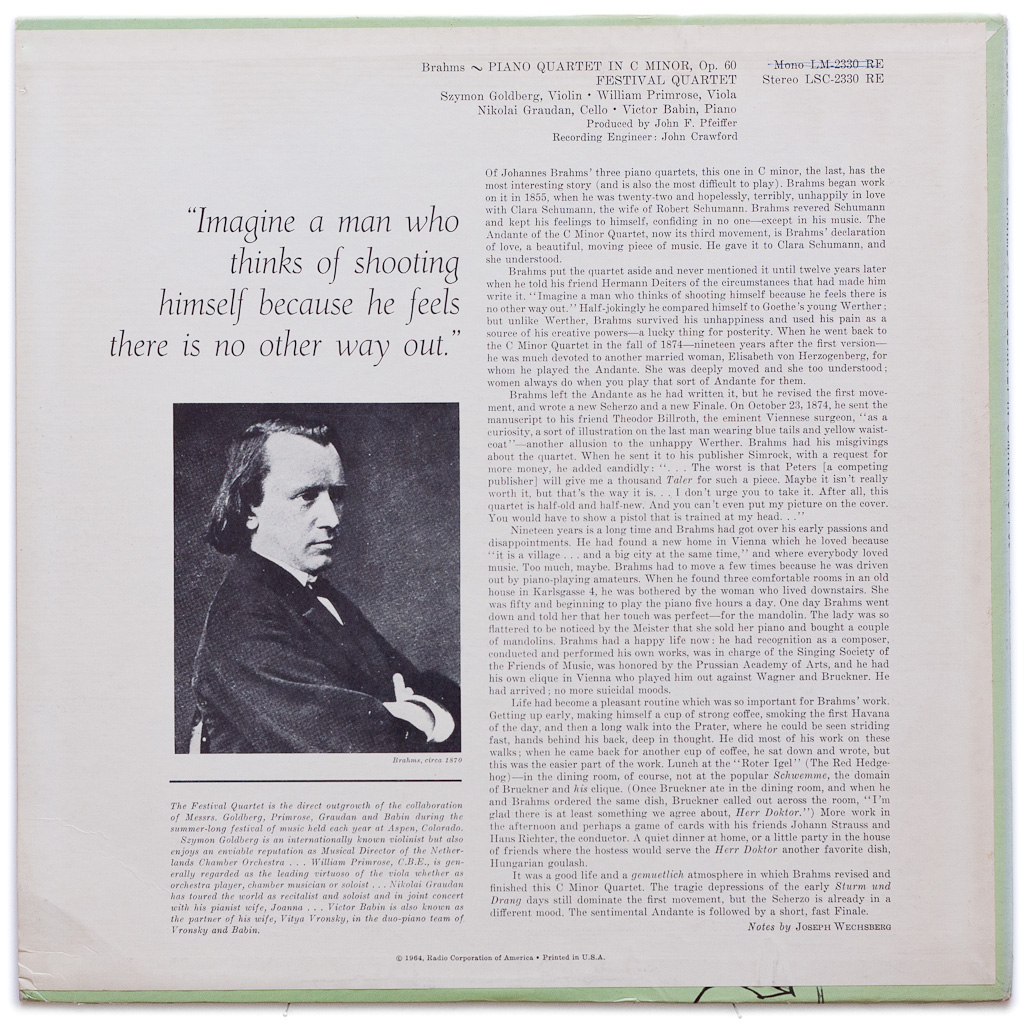 Brahms ~ PIANO QUARTET IN C MINOR, Op. 60
FESTIVAL QUARTET
Szymon Goldberg, Violin • William Primrose, Viola
Nikolai Graudan, Cello • Victor Babin, Piano
Produced by John F. Pfeiffer
Recording Engineer: John Crawford
Mono LM-2330 RE
Stereo LSC-2330 RE
“Imagine a man who
thinks of shooting
himself because he feels
there is no other way out.”
Brahms, circa 1870
The Festival Quartet is the direct outgrowth of the collaboration
of Messrs. Goldberg, Primrose, Graudan and Babin during the
summer-long festival of music held each year at Aspen, Colorado.
Szymon Goldberg is an internationally known violinist but also
enjoys an enviable reputation as Musical Director of the Nether-
lands Chamber Orchestra . . . William Primrose, C.B.E., is gen-
erally regarded as the leading virtuoso of the viola whether as
orchestra player, chamber musician or soloist . . . Nikolai Graudan
has toured the world as recitalist and soloist and in joint concert
with his pianist wife, Joanna . . . Victor Babin is also known as
the partner of his wife, Vitya Vronsky, in the duo-piano team of
Vronsky and Babin.
Of Johannes Brahms’ three piano quartets, this one in C minor, the last, has the
most interesting story (and is also the most difficult to play). Brahms began work
on it in 1855, when he was twenty-two and hopelessly, terribly, unhappily in love
with Clara Schumann, the wife of Robert Schumann. Brahms revered Schumann
and kept his feelings to himself, confiding in no one—except in his music. The
Andante of the C Minor Quartet, now its third movement, is Brahms’ declaration
of love, a beautiful, moving piece of music. He gave it to Clara Schumann, and
she understood.
Brahms put the quartet aside and never mentioned it until twelve years later
when he told his friend Hermann Deiters of the circumstances that had made him
write it. “Imagine a man who thinks of shooting himself because he feels there is
no other way out.” Half-jokingly he compared himself to Goethe’s young Werther;
but unlike Werther, Brahms survived his unhappiness and used his pain as a
source of his creative powers—a lucky thing for posterity. When he went back to
the C Minor Quartet in the fall of 1874—nineteen years after the first version—
he was much devoted to another married woman, Elisabeth von Herzogenberg, for
whom he played the Andante. She was deeply moved and she too understood;
women always do when you play that sort of Andante for them.
Brahms left the Andante as he had written it, but he revised the first move-
ment, and wrote a new Scherzo and a new Finale. On October 23, 1874, he sent the
manuscript to his friend Theodor Billroth, the eminent Viennese surgeon, “as a
curiosity, a sort of illustration on the last man wearing blue tails and yellow waist-
coat”—another allusion to the unhappy Werther. Brahms had his misgivings
about the quartet. When he sent it to his publisher Simrock, with a request for
more money, he added candidly: “. . . The worst is that Peters [a competing
publisher] will give me a thousand Taler for such a piece. Maybe it isn’t really
worth it, but that’s the way it is. . . I don’t urge you to take it. After all, this
quartet is half-old and half-new. And you can’t even put my picture on the cover.
You would have to show a pistol that is trained at my head. . .”
Nineteen years is a long time and Brahms had got over his early passions and
disappointments. He had found a new home in Vienna which he loved because
“it is a village . . . and a big city at the same time,” and where everybody loved
music. Too much, maybe. Brahms had to move a few times because he was driven
out by piano-playing amateurs. When he found three comfortable rooms in an old
house in Karlsgasse 4, he was bothered by the woman who lived downstairs. She
was fifty and beginning to play the piano five hours a day. One day Brahms went
down and told her that her touch was perfect—for the mandolin. The lady was so
flattered to be noticed by the Meister that she sold her piano and bought a couple
of mandolins. Brahms had a happy life now: he had recognition as a composer,
conducted and performed his own works, was in charge of the Singing Society of
the Friends of Music, was honored by the Prussian Academy of Arts, and he had
his own clique in Vienna who played him out against Wagner and Bruckner. He
had arrived; no more suicidal moods.
Life had become a pleasant routine which was so important for Brahms’ work.
Getting up early, making himself a cup of strong coffee, smoking the first Havana
of the day, and then a long walk into the Prater, where he could be seen striding
fast, hands behind his back, deep in thought. He did most of his work on these
walks; when he came back for another cup of coffee, he sat down and wrote, but
this was the easier part of the work. Lunch at the “Roter Igel” (The Red Hedge-
hog)—in the dining room, of course, not at the popular Schwemme, the domain
of Bruckner and his clique. (Once Bruckner ate in the dining room, and when he
and Brahms ordered the same dish, Bruckner called out across the room, “I’m
glad there is at least something we agree about, Herr Doktor.”) More work in
the afternoon and perhaps a game of cards with his friends Johann Strauss and
Hans Richter, the conductor. A quiet dinner at home, or a little party in the house
of friends where the hostess would serve the Herr Doktor another favorite dish,
Hungarian goulash.
It was a good life and a gemuetlich atmosphere in which Brahms revised and
finished this C Minor Quartet. The tragic depressions of the early Sturm und
Drang days still dominate the first movement, but the Scherzo is already in a
different mood. The sentimental Andante is followed by a short, fast Finale.
Notes by JOSEPH WECHSBERG
© 1964, Radio Corporation of America • Printed in U.S.A.